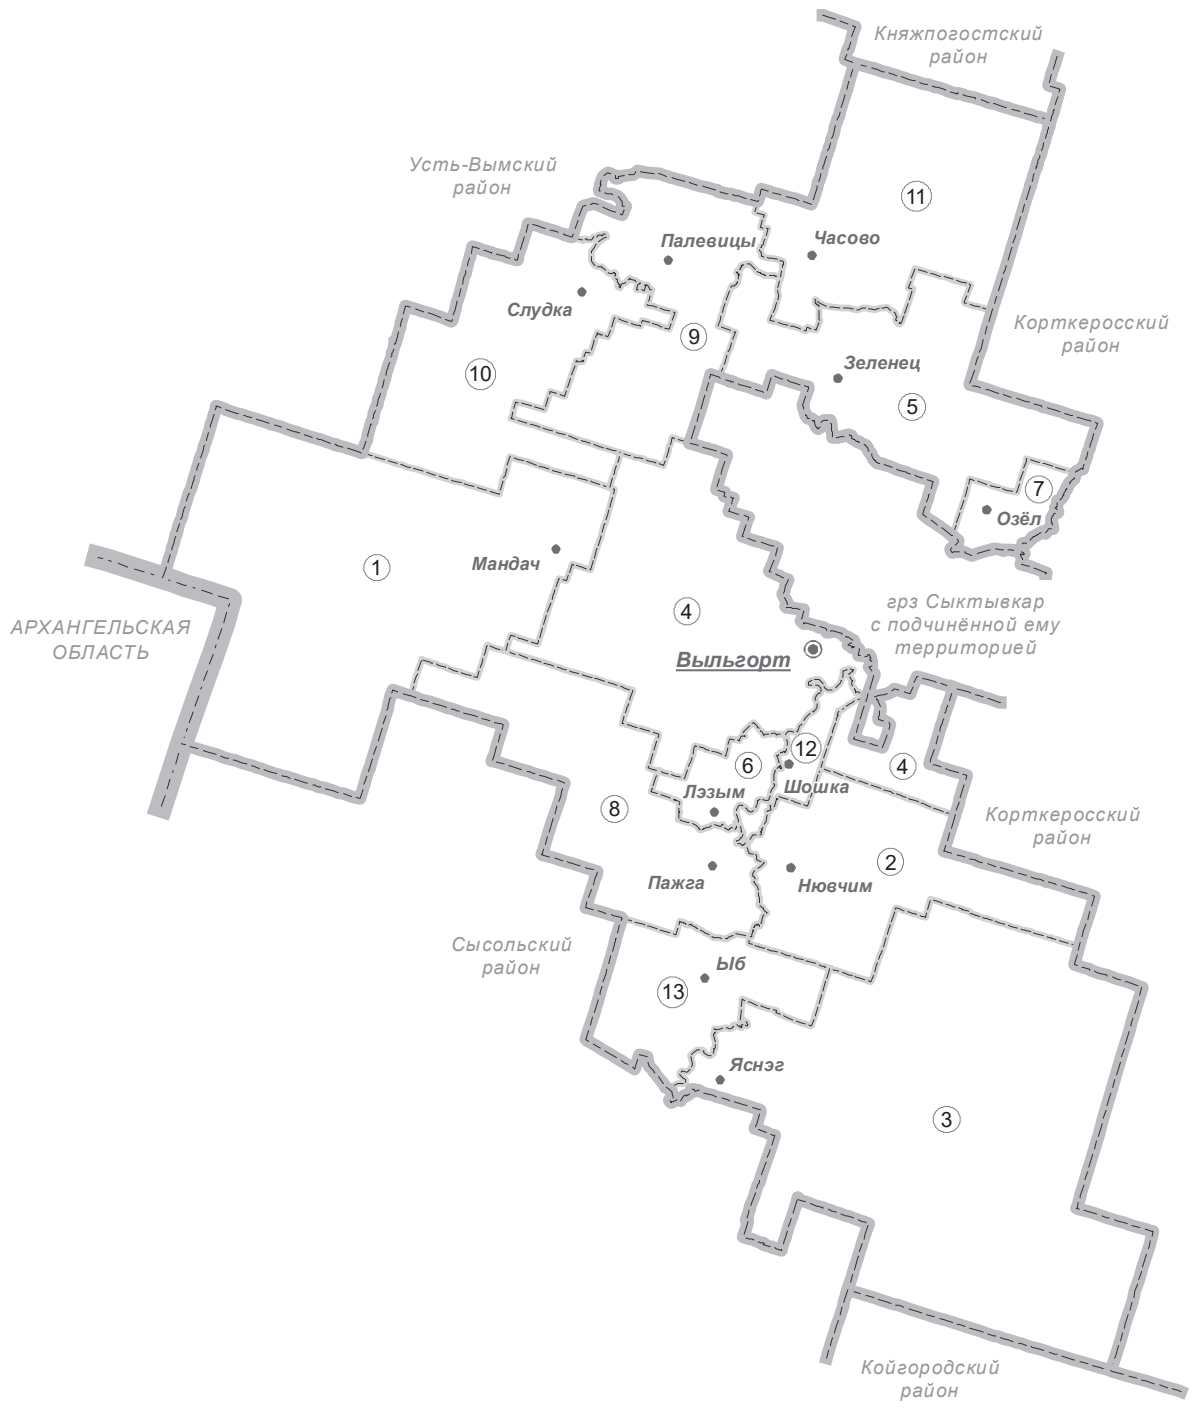 Княжпогостский
район
Усть-Вымский
район
11
Палевицы
Часово
Слудка
Корткеросский
район
9
Зеленец
10
5
7
Озёл
Мандач
1
4
грз Сыктывкар
с подчинённой ему
территорией
АРХАНГЕЛЬСКАЯ
ОБЛАСТЬ
Выльгорт
12
6
4
Лэзым
Шошка
8
Корткеросский
район
2
Пажга
Нювчим
Сысольский
район
Ыб
13
Яснэг
3
Койгородский
район